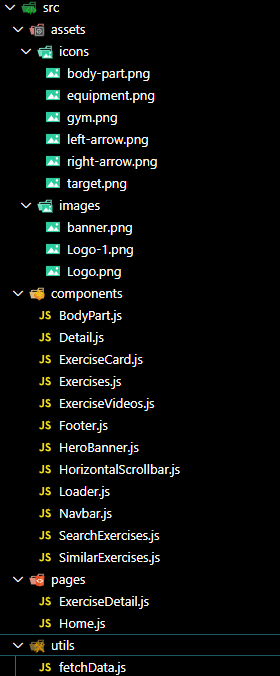 src
assets
icons
body-part.png
equipment.png
gym.png
left-arrow.png
right-arrow.png
target.png
images
banner.png
Logo-1.png
Logo.png
components
JS BodyPart.js
JS Detail.js
JS ExerciseCard.js
JS Exercises.js
JS ExerciseVideos.js
JS Footer.js
JS HeroBanner.js
JS HorizontalScrollbar.js
JS Loader.js
JS Navbar.js
JS SearchExercises.js
JS SimilarExercises.js
pages
JS ExerciseDetail.js
JS Home.js
utils
JS fetchData.js